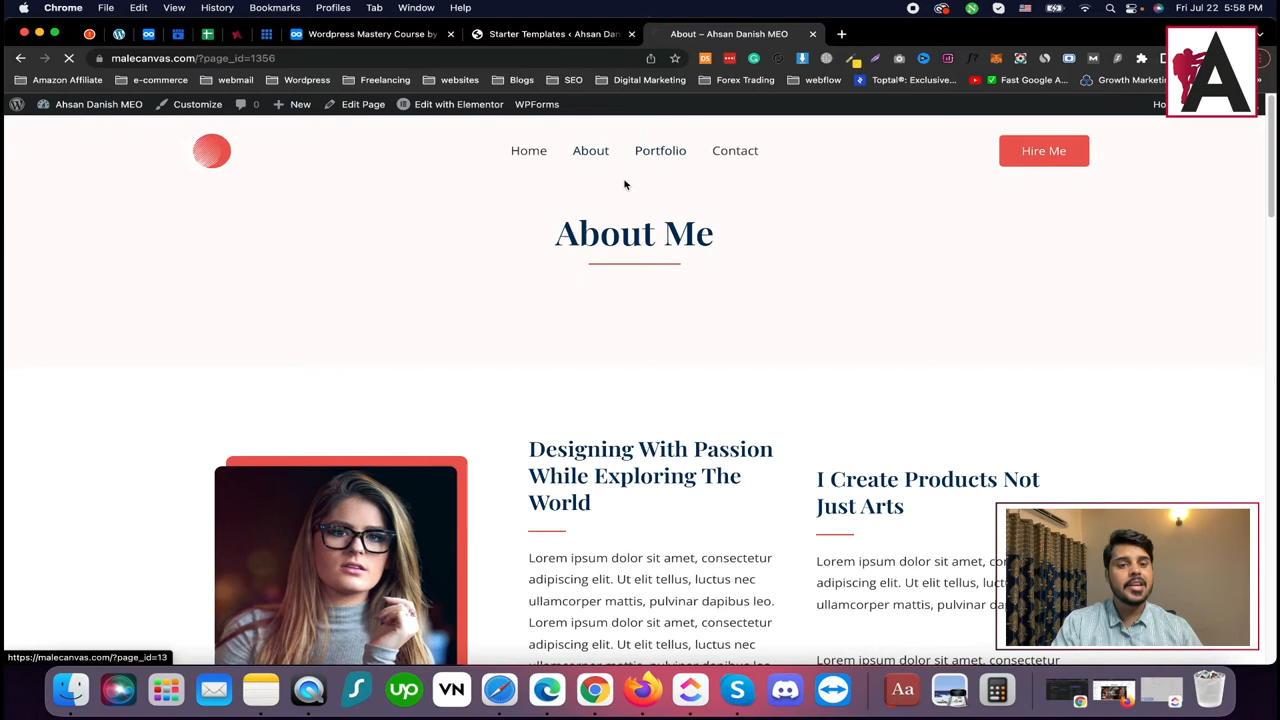 Chrome File Edit View History Bookmarks Profiles Tab Window Help
Fri Jul 22 5:58 PM
Wordpress Mastery Course by
Starter Templates ‹ Ahsan Dan
About – Ahsan Danish MEO
malecanvas.com/?page_id=1356
Amazon Affiliate e-commerce webmail Wordpress Freelancing websites Blogs SEO Digital Marketing Forex Trading webflow Toptal®: Exclusive... Fast Google A... Growth Market
Ahsan Danish MEO Customize 0 New Edit Page Edit with Elementor WPForms
A
Home About Portfolio Contact
Hire Me
About Me
Designing With Passion
While Exploring The
World
Lorem ipsum dolor sit amet, consectetur
adipiscing elit. Ut elit tellus, luctus nec
ullamcorper mattis, pulvinar dapibus leo.
Lorem ipsum dolor sit amet, consectetur
adipiscing elit. Ut elit tellus, luctus nec
I Create Products Not
Just Arts
Lorem ipsum dolor sit amet, con
adipiscing elit. Ut elit tellus, luct
ullamcorper mattis, pulvinar da
Lorem ipsum dolor sit amet, consectetur
https://malecanvas.com/?page_id=13
up VN Aa